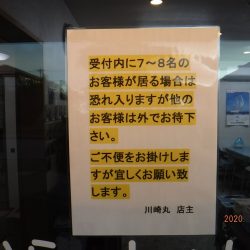 受付内に7～8名の
お客様が居る場合は
恐れ入りますが他の
お客様は外でお待下
さい。
ご不便をお掛けしま
すが宜しくお願い致
します。
川崎丸 店主
2020